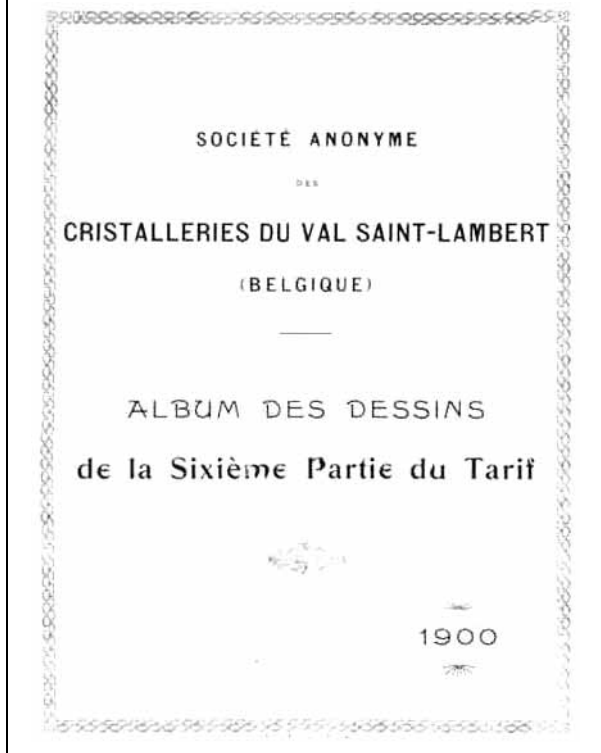 SOCIÉTÉ ANONYME
DES
CRISTALLERIES DU VAL SAINT-LAMBERT
(BELGIQUE)
ALBUM DES DESSINS
de la Sixième Partie du Tarif
1900